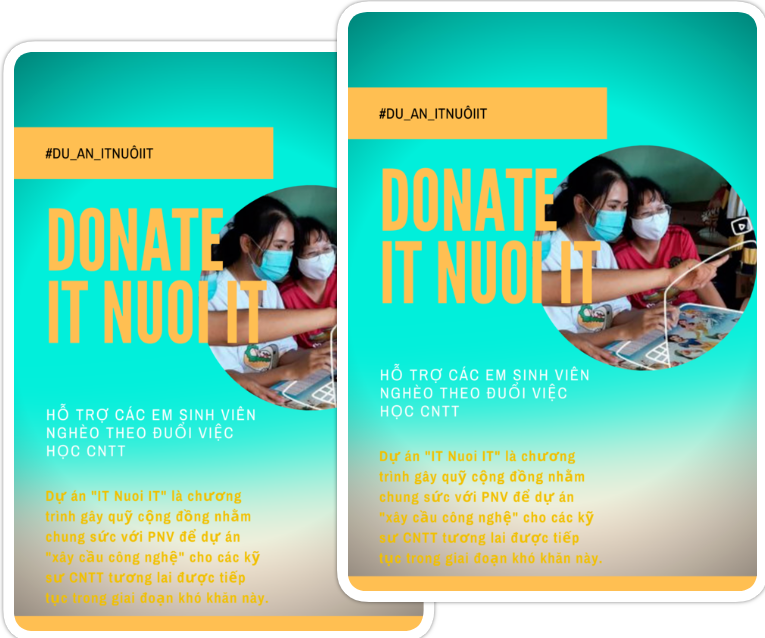 #DU_AN_ITNUÔIIT
DONATE
IT NUOI IT
HỖ TRỢ CÁC EM SINH VIÊN
NGHÈO THEO ĐUỔI VIỆC
HỌC CNTT
Dự án "IT Nuoi IT" là chương
trình gây quỹ cộng đồng nhằm
chung sức với PNV để dự án
"xây cầu công nghệ" cho các kỹ
sư CNTT tương lai được tiếp
tục trong giai đoạn khó khăn này.
#DU_AN_ITNUÔIIT
DONATE
IT NUOI IT
HỖ TRỢ CÁC EM SINH VIÊN
NGHÈO THEO ĐUỔI VIỆC
HỌC CNTT
Dự án "IT Nuoi IT" là chương
trình gây quỹ cộng đồng nhằm
chung sức với PNV để dự án
"xây cầu công nghệ" cho các kỹ
sư CNTT tương lai được tiếp
tục trong giai đoạn khó khăn này.